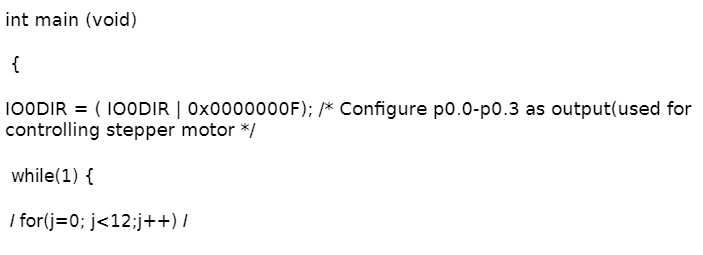 int main (void)
{
IO0DIR = ( IO0DIR | 0x0000000F); /* Configure p0.0-p0.3 as output(used for
controlling stepper motor */
while(1) {
/ for(j=0; j<12;j++) /